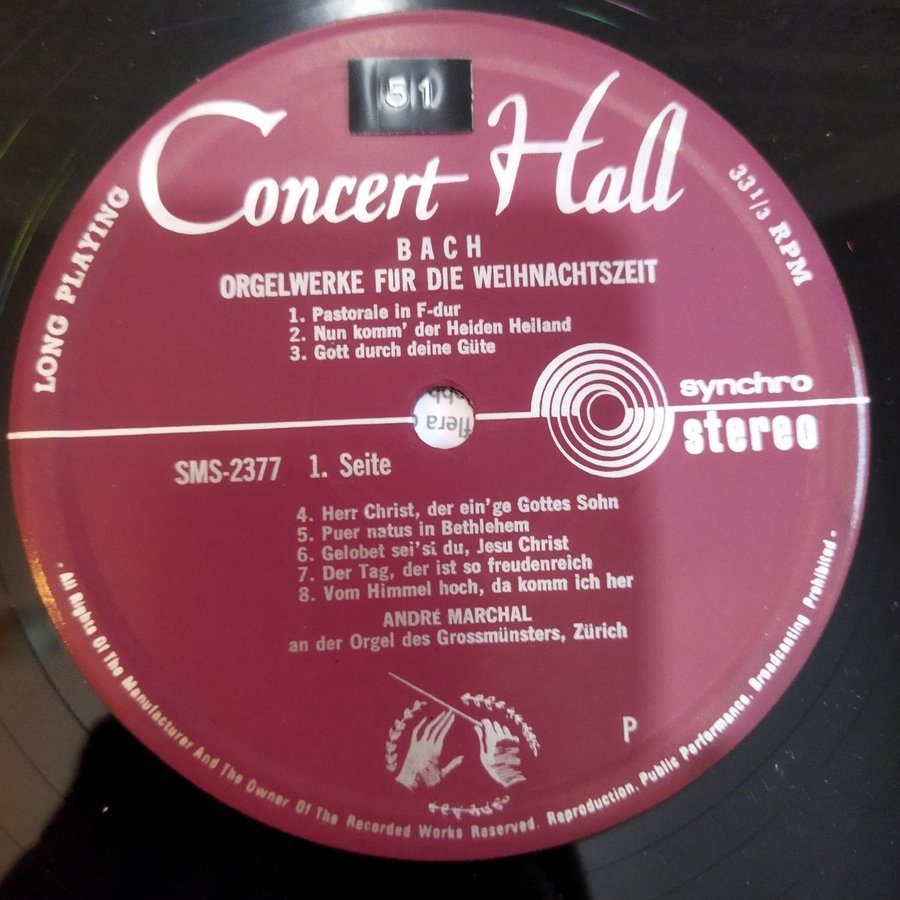 51
Concert Hall
LONG PLAYING
33 1/3 RPM
BACH
ORGELWERKE FUR DIE WEIHNACHTSZEIT
1. Pastorale in F-dur
2. Nun komm' der Heiden Heiland
3. Gott durch deine Güte
synchro
stereo
SMS-2377 1. Seite
4. Herr Christ, der ein'ge Gottes Sohn
5. Puer natus in Bethlehem
6. Gelobet sei'st du, Jesu Christ
7. Der Tag, der ist so freudenreich
8. Vom Himmel hoch, da komm ich her
ANDRÉ MARCHAL
an der Orgel des Grossmünsters, Zürich
P
- All Rights Of The Manufacturer And The Owner Of The Recorded Works Reserved. Reproduction, Public Performance, Broadcasting Prohibited -